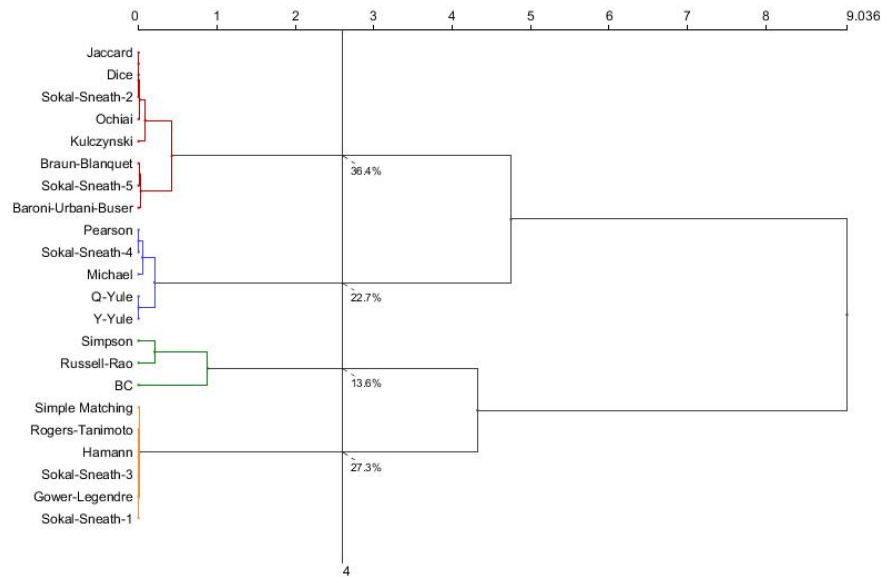 0 1 2 3 4 5 6 7 8 9.036
Jaccard
Dice
Sokal-Sneath-2
Ochiai
Kulczynski
Braun-Blanquet
36.4%
Sokal-Sneath-5
Baroni-Urbani-Buser
Pearson
Sokal-Sneath-4
Michael
Q-Yule
22.7%
Y-Yule
Simpson
Russell-Rao
BC
13.6%
Simple Matching
Rogers-Tanimoto
Hamann
27.3%
Sokal-Sneath-3
Gower-Legendre
Sokal-Sneath-1
4